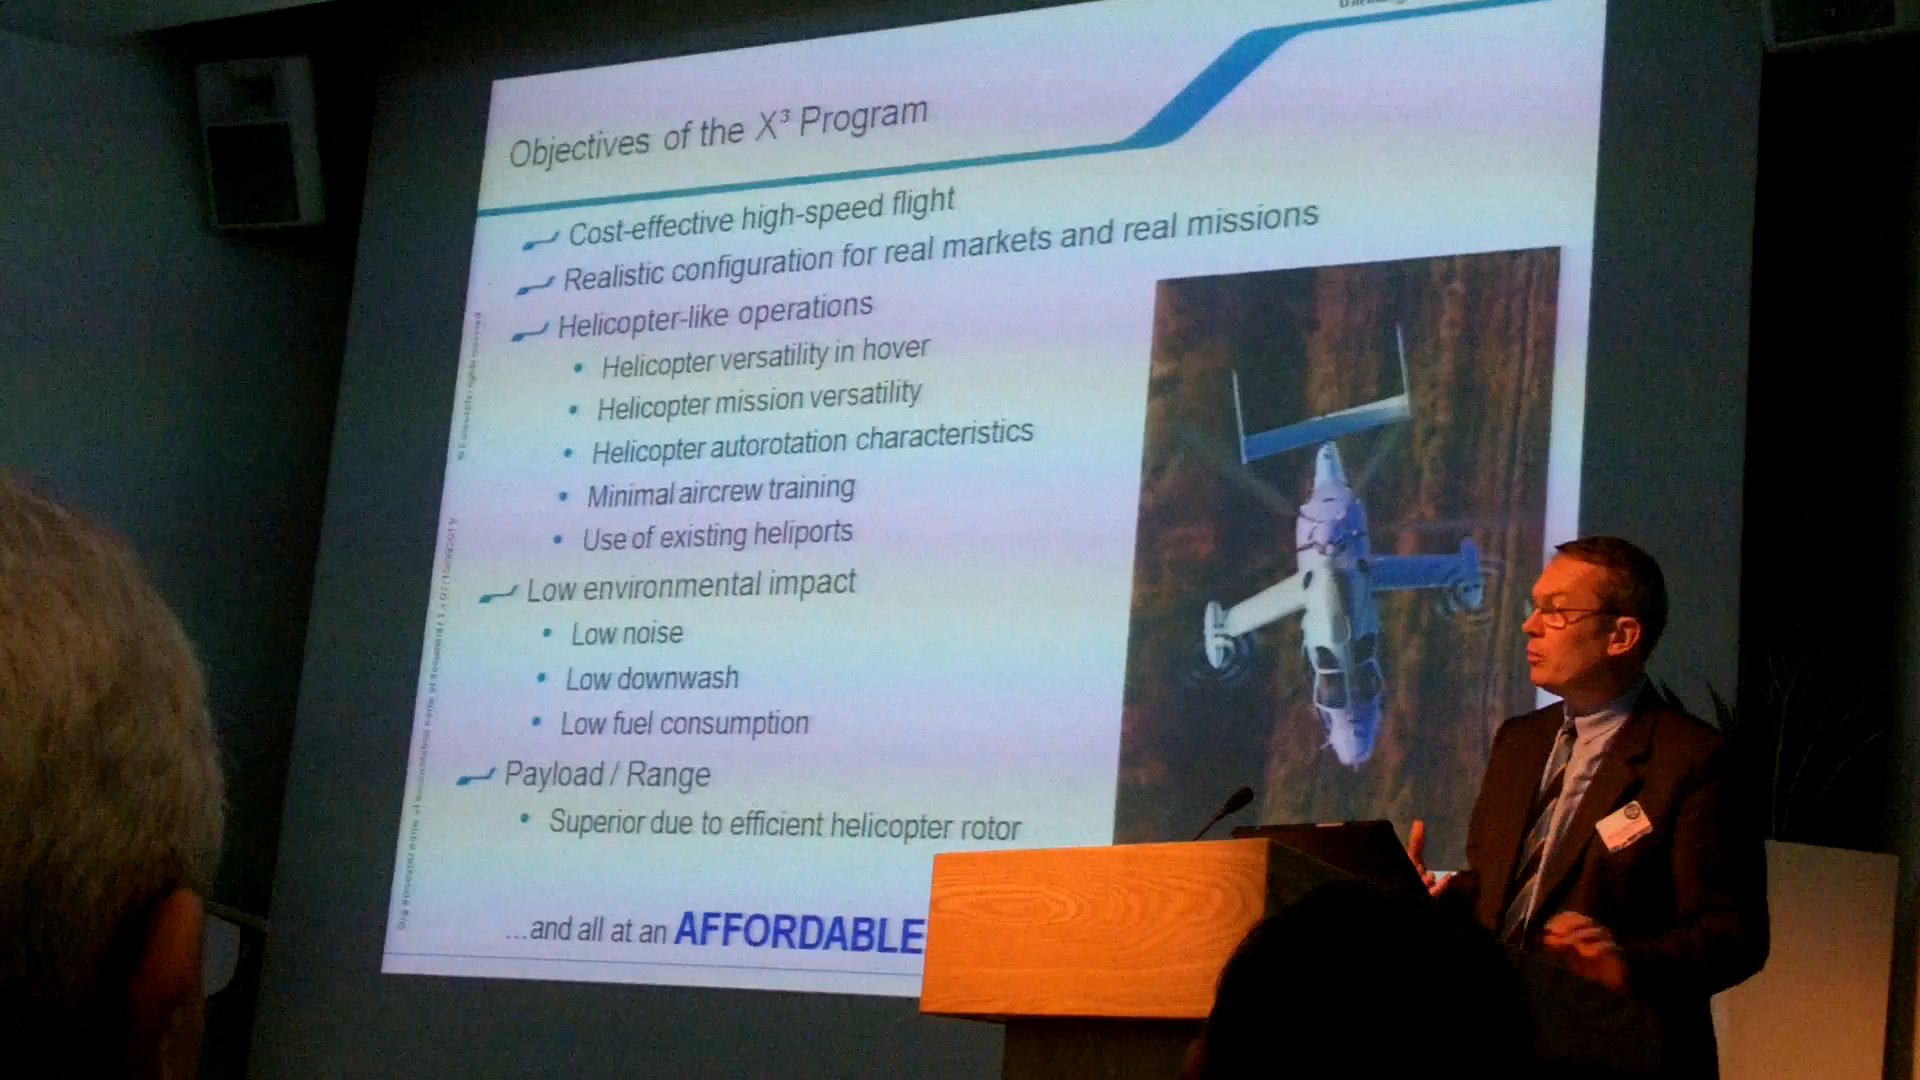 Objectives of the X³ Program
Cost-effective high-speed flight
Realistic configuration for real markets and real missions
Helicopter-like operations
• Helicopter versatility in hover
• Helicopter mission versatility
• Helicopter autorotation characteristics
• Minimal aircrew training
• Use of existing heliports
Low environmental impact
• Low noise
• Low downwash
• Low fuel consumption
Payload / Range
• Superior due to efficient helicopter rotor
...and all at an AFFORDABLE